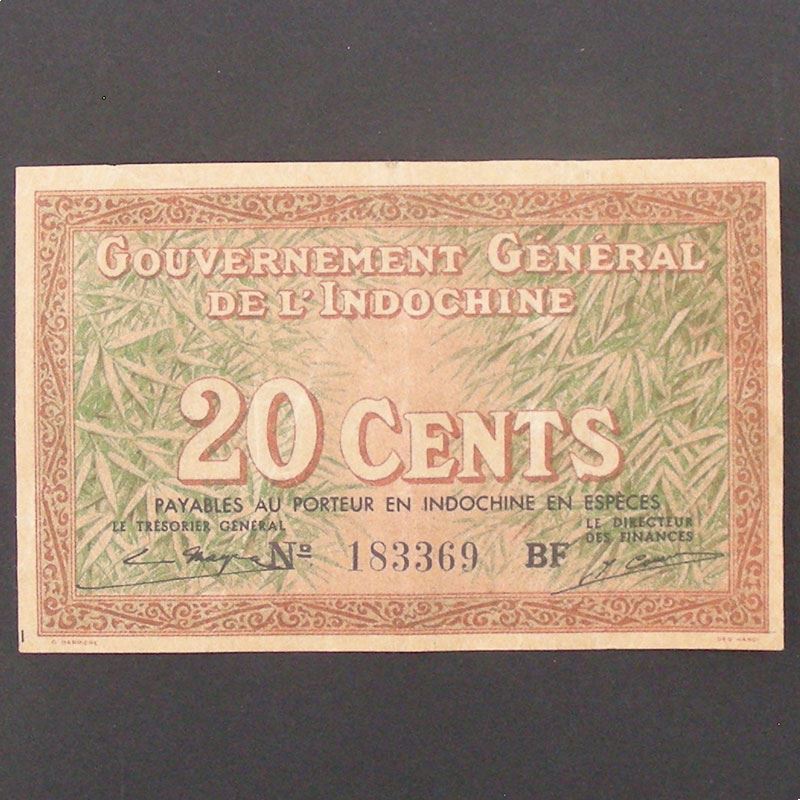 GOUVERNEMENT GÉNÉRAL
DE L'INDOCHINE
20 CENTS
PAYABLES AU PORTEUR EN INDOCHINE EN ESPÈCES
LE TRÉSORIER GÉNÉRAL
LE DIRECTEUR
DES FINANCES
Nº 183369 BF